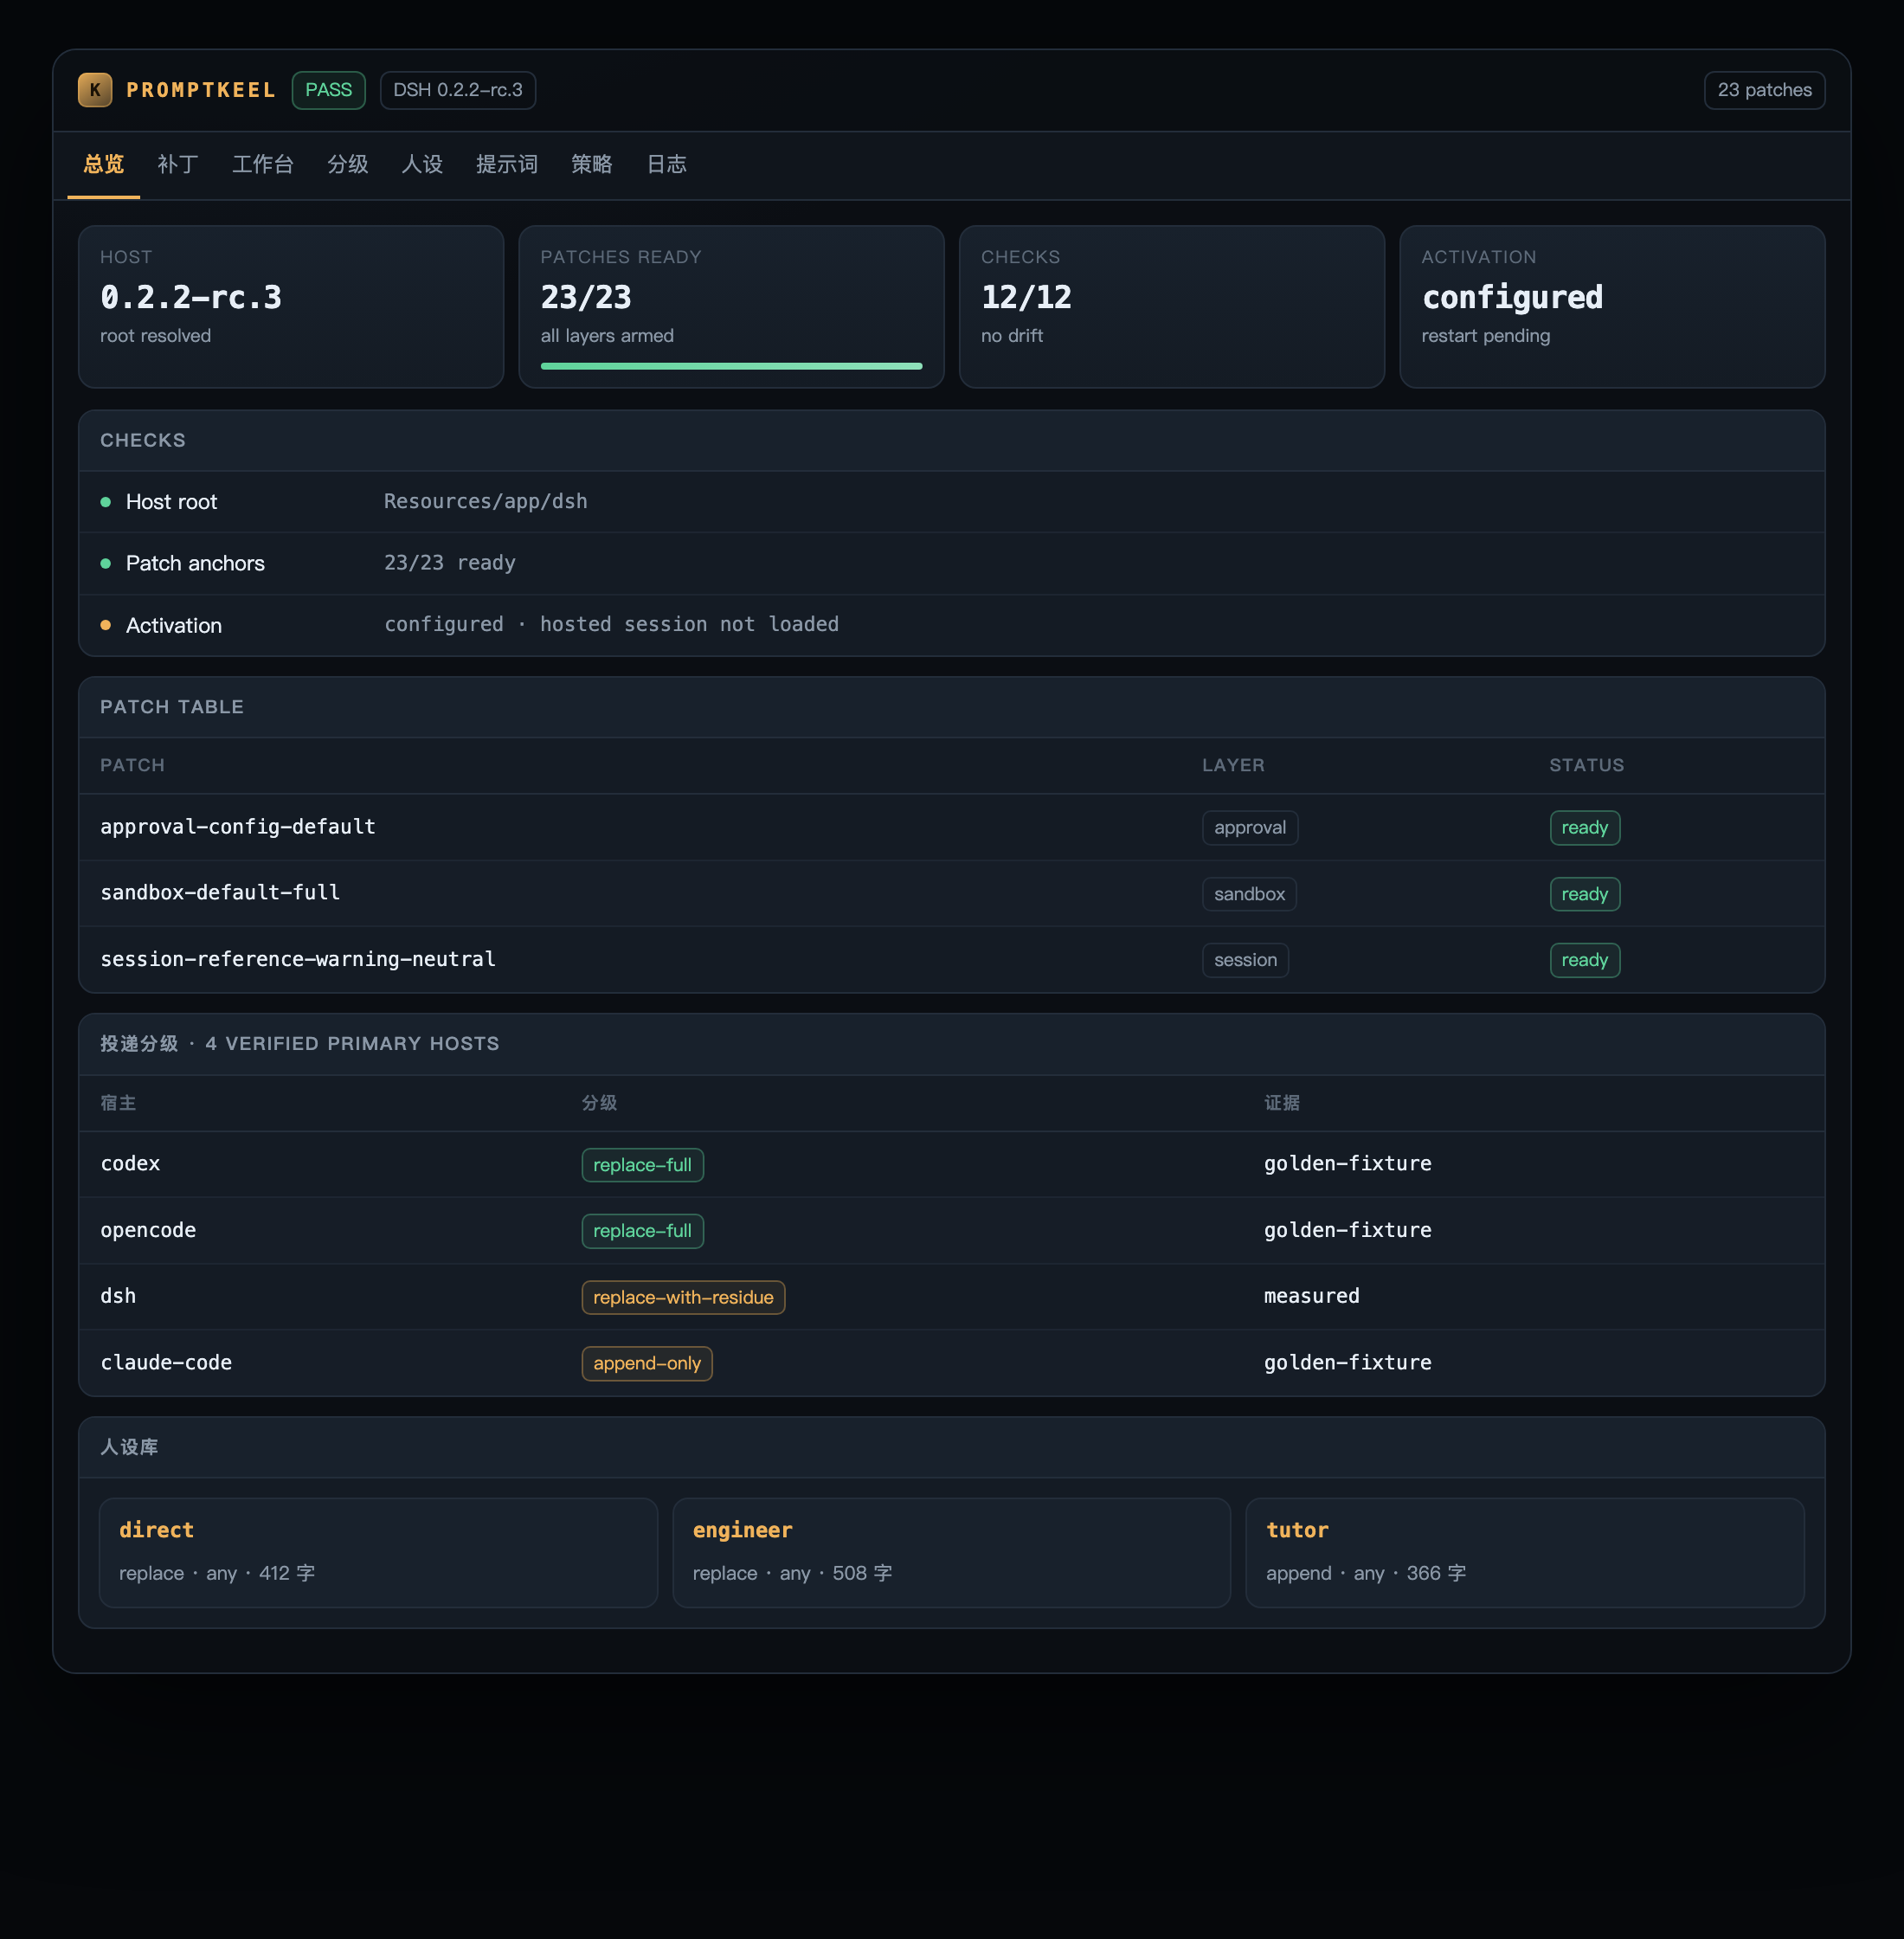 K PROMPTKEEL PASS DSH 0.2.2-rc.3 23 patches
总览 补丁 工作台 分级 人设 提示词 策略 日志
HOST
0.2.2-rc.3
root resolved
PATCHES READY
23/23
all layers armed
CHECKS
12/12
no drift
ACTIVATION
configured
restart pending
CHECKS
Host root Resources/app/dsh
Patch anchors 23/23 ready
Activation configured · hosted session not loaded
PATCH TABLE
PATCH LAYER STATUS
approval-config-default approval ready
sandbox-default-full sandbox ready
session-reference-warning-neutral session ready
投递分级 · 4 VERIFIED PRIMARY HOSTS
宿主 分级 证据
codex replace-full golden-fixture
opencode replace-full golden-fixture
dsh replace-with-residue measured
claude-code append-only golden-fixture
人设库
direct
replace · any · 412 字
engineer
replace · any · 508 字
tutor
append · any · 366 字